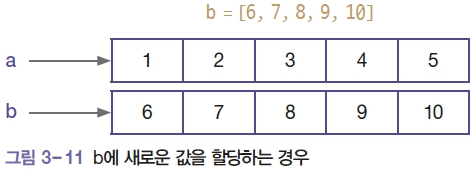 b = [6, 7, 8, 9, 10]
a 1 2 3 4 5
b 6 7 8 9 10
그림 3-11 b에 새로운 값을 할당하는 경우